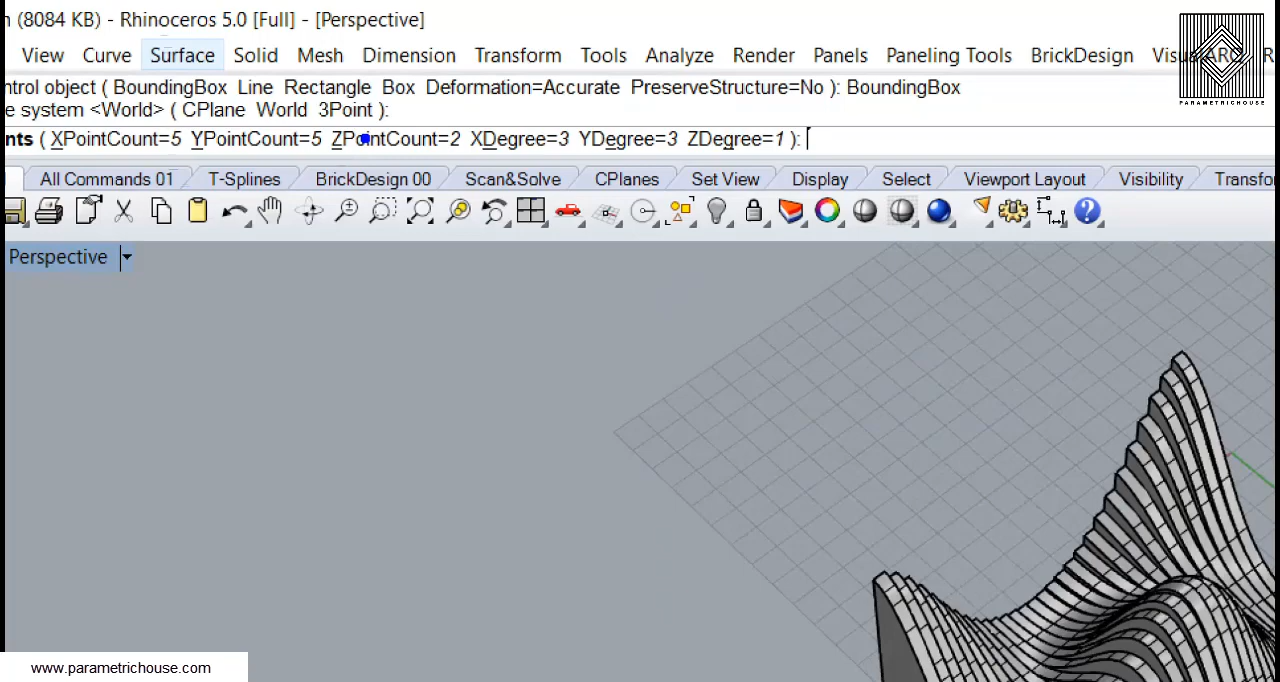 (8084 KB) - Rhinoceros 5.0 [Full] - [Perspective]
View Curve Surface Solid Mesh Dimension Transform Tools Analyze Render Panels Paneling Tools BrickDesign
ntrol object ( BoundingBox Line Rectangle Box Deformation=Accurate PreserveStructure=No ): BoundingBox
e system <World> ( CPlane World 3Point ):
nts ( XPointCount=5 YPointCount=5 ZPointCount=2 XDegree=3 YDegree=3 ZDegree=1 ):
PARAMETRICHOUSE
All Commands 01 T-Splines BrickDesign 00 Scan&Solve CPlanes Set View Display Select Viewport Layout Visibility Transfo
Perspective
www.parametrichouse.com